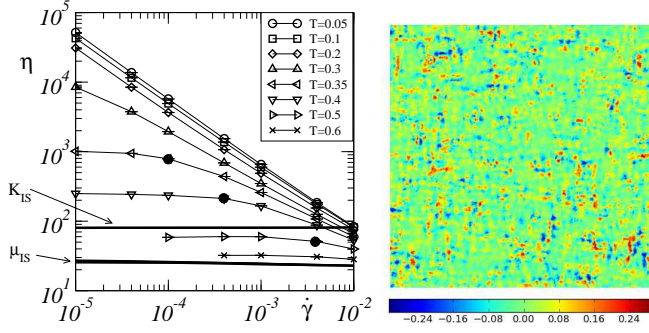 η
10^5
10^4
10^3
10^2
10^1
K_IS
μ_IS
10^-5
10^-4
10^-3
γ̇
10^-2
T=0.05
T=0.1
T=0.2
T=0.3
T=0.35
T=0.4
T=0.5
T=0.6
−0.24 −0.16 −0.08 0.00 0.08 0.16 0.24